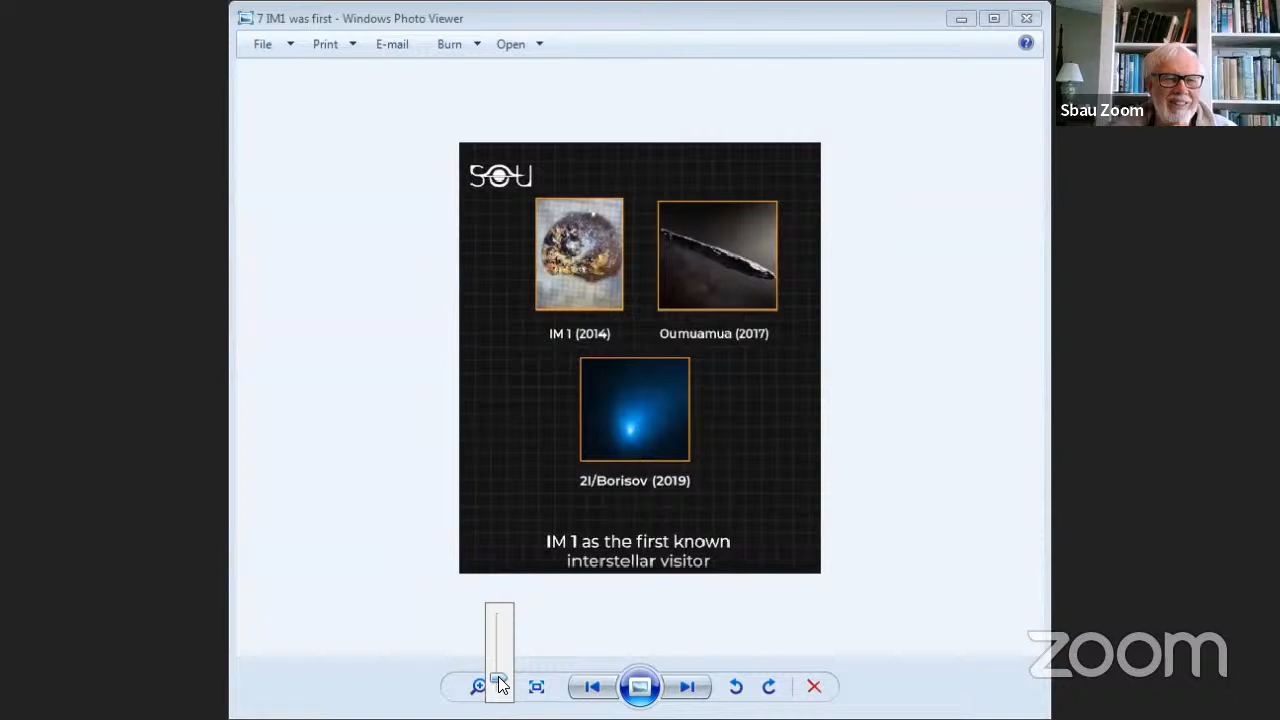 7 IM1 was first - Windows Photo Viewer
File Print E-mail Burn Open
Sbau Zoom
SOU
IM 1 (2014) Oumuamua (2017)
2I/Borisov (2019)
IM 1 as the first known
interstellar visitor
zoom